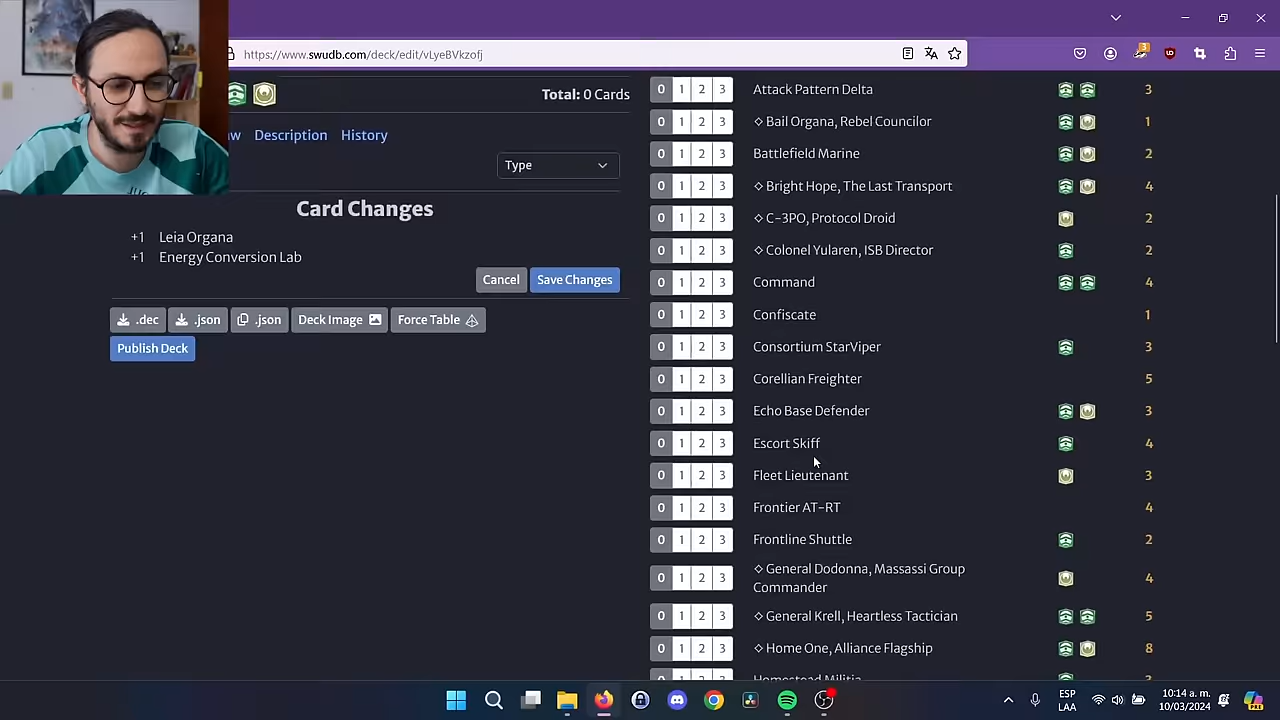 https://www.swudb.com/deck/edit/vLyeBVkzofj
3
Total: 0 Cards
Description
History
Type
Card Changes
+1 Leia Organa
+1 Energy Conversion Lab
Cancel
Save Changes
.dec
.json
.json
Deck Image
Force Table
Publish Deck
0 1 2 3 Attack Pattern Delta 3
0 1 2 3 Bail Organa, Rebel Councilor 1
0 1 2 3 Battlefield Marine 2
0 1 2 3 Bright Hope, The Last Transport 4
0 1 2 3 C-3PO, Protocol Droid 2
0 1 2 3 Colonel Yularen, ISB Director 2
0 1 2 3 Command 4
0 1 2 3 Confiscate 1
0 1 2 3 Consortium StarViper 3
0 1 2 3 Corellian Freighter 5
0 1 2 3 Echo Base Defender 3
0 1 2 3 Escort Skiff 4
0 1 2 3 Fleet Lieutenant 3
0 1 2 3 Frontier AT-RT 4
0 1 2 3 Frontline Shuttle 2
0 1 2 3 General Dodonna, Massassi Group
Commander 4
0 1 2 3 General Krell, Heartless Tactician 5
0 1 2 3 Home One, Alliance Flagship 8
0 1 2 3 Homestead Militia
ESP
LAA
10:14 a. m.
10/03/2024